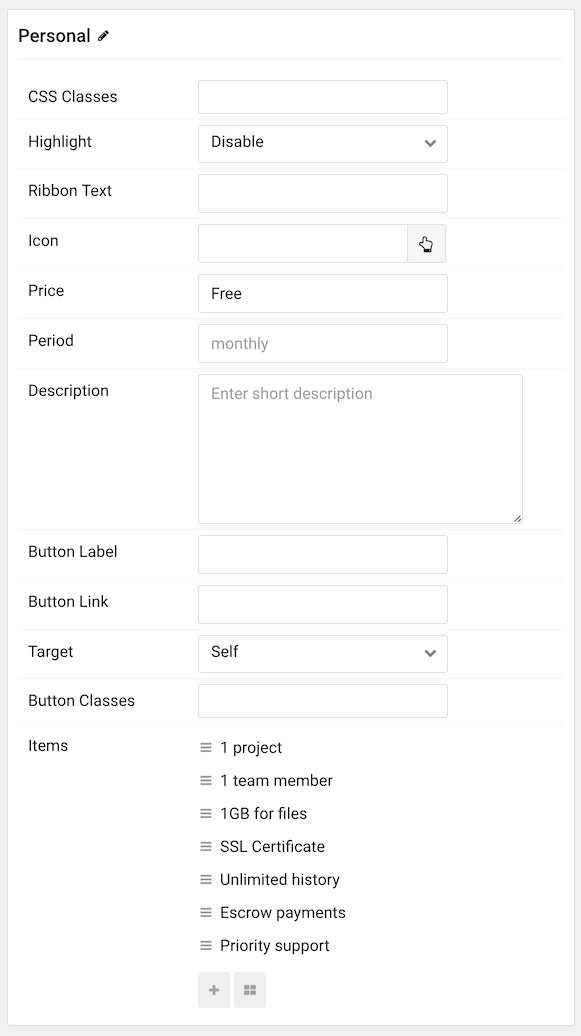 Personal
CSS Classes
Highlight Disable
Ribbon Text
Icon
Price Free
Period monthly
Description Enter short description
Button Label
Button Link
Target Self
Button Classes
Items 1 project
1 team member
1GB for files
SSL Certificate
Unlimited history
Escrow payments
Priority support